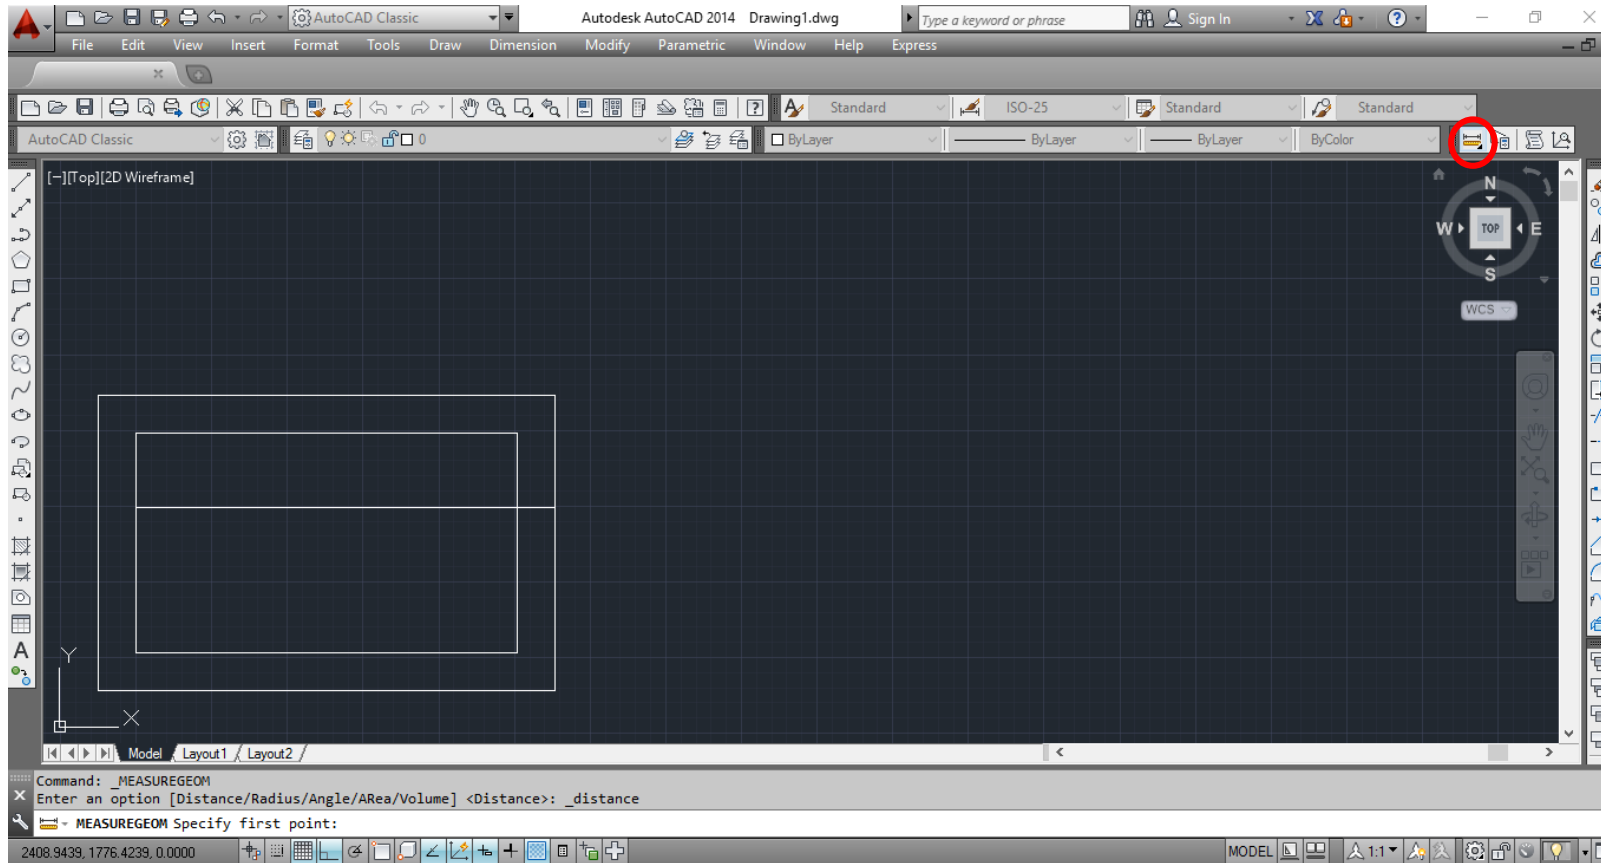 AutoCAD Classic Autodesk AutoCAD 2014 Drawing1.dwg Type a keyword or phrase Sign In
File Edit View Insert Format Tools Draw Dimension Modify Parametric Window Help Express
Standard ISO-25 Standard Standard
AutoCAD Classic 0 ByLayer ByLayer ByLayer ByColor
[−][Top][2D Wireframe]
N
W TOP E
S
WCS
Y
X
Model Layout1 Layout2
Command: _MEASUREGEOM
Enter an option [Distance/Radius/Angle/ARea/Volume] <Distance>: _distance
MEASUREGEOM Specify first point:
2408.9439, 1776.4239, 0.0000 MODEL 1:1